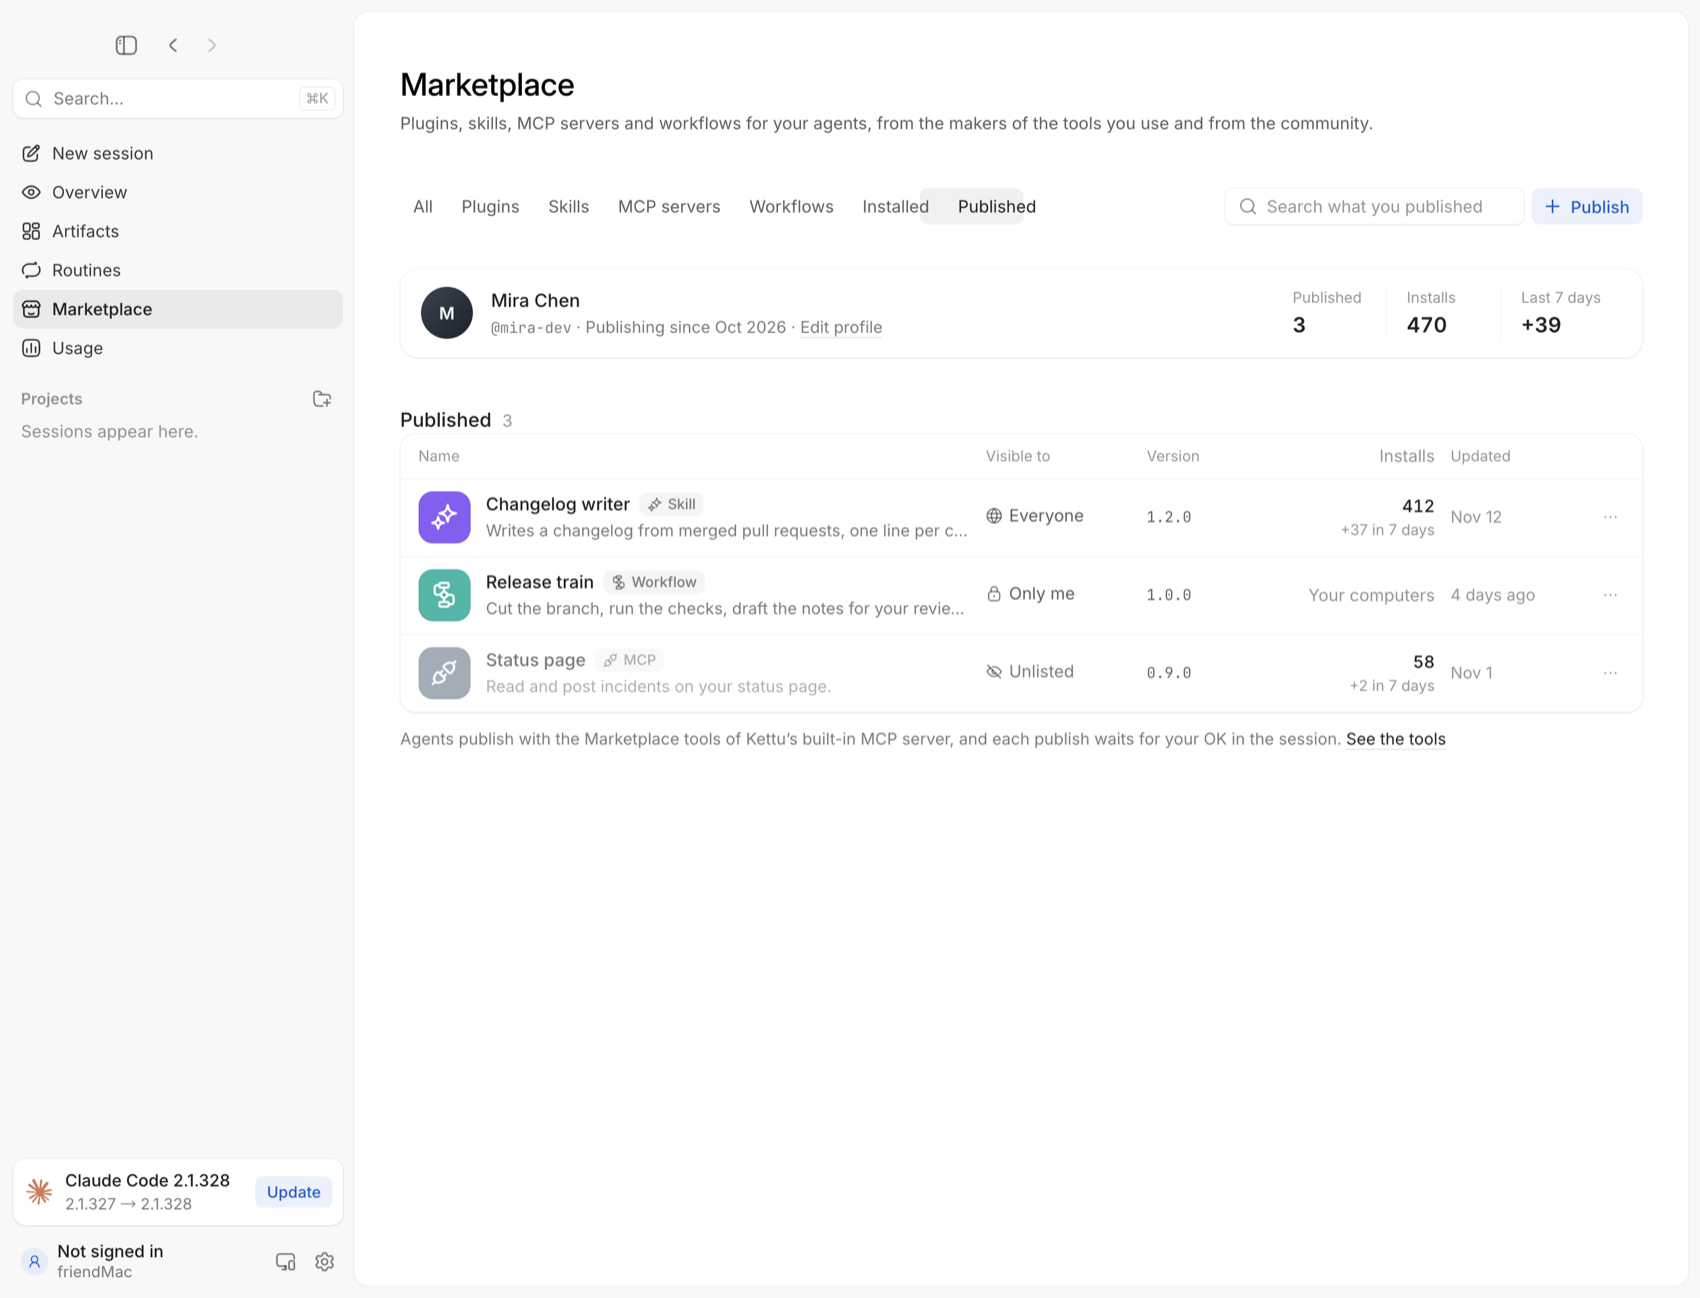 Search...
⌘K
New session
Overview
Artifacts
Routines
Marketplace
Usage
Projects
Sessions appear here.
Claude Code 2.1.328
2.1.327 → 2.1.328
Update
Not signed in
friendMac
Marketplace
Plugins, skills, MCP servers and workflows for your agents, from the makers of the tools you use and from the community.
All Plugins Skills MCP servers Workflows Installed Published
Search what you published
+ Publish
M
Mira Chen
@mira-dev · Publishing since Oct 2026 · Edit profile
Published Installs Last 7 days
3 470 +39
Published 3
Name Visible to Version Installs Updated
Changelog writer Skill
Writes a changelog from merged pull requests, one line per c...
Everyone 1.2.0
412
+37 in 7 days
Nov 12
Release train Workflow
Cut the branch, run the checks, draft the notes for your revie...
Only me 1.0.0 Your computers 4 days ago
Status page MCP
Read and post incidents on your status page.
Unlisted 0.9.0
58
+2 in 7 days
Nov 1
Agents publish with the Marketplace tools of Kettu’s built-in MCP server, and each publish waits for your OK in the session. See the tools